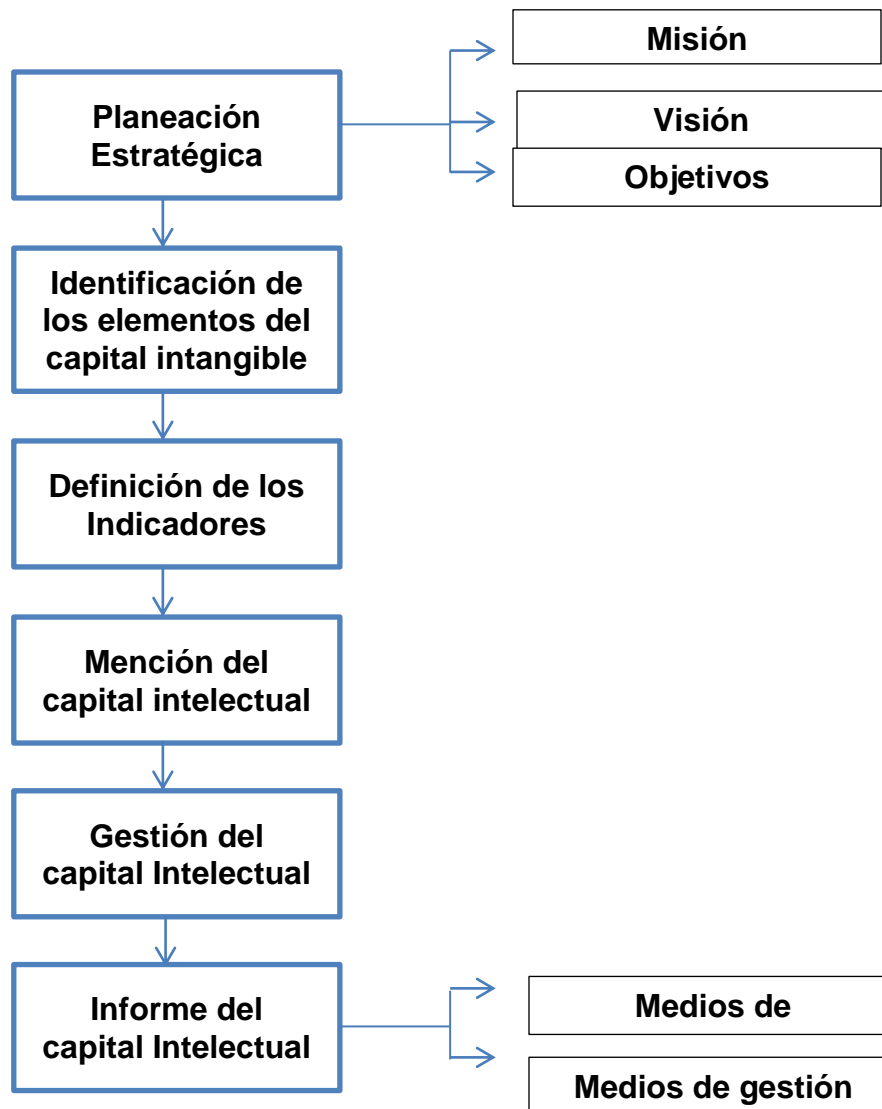 Misión
Planeación
Estratégica
Visión
Objetivos
Identificación de
los elementos del
capital intangible
Definición de los
Indicadores
Mención del
capital intelectual
Gestión del
capital Intelectual
Informe del
capital Intelectual
Medios de
Medios de gestión